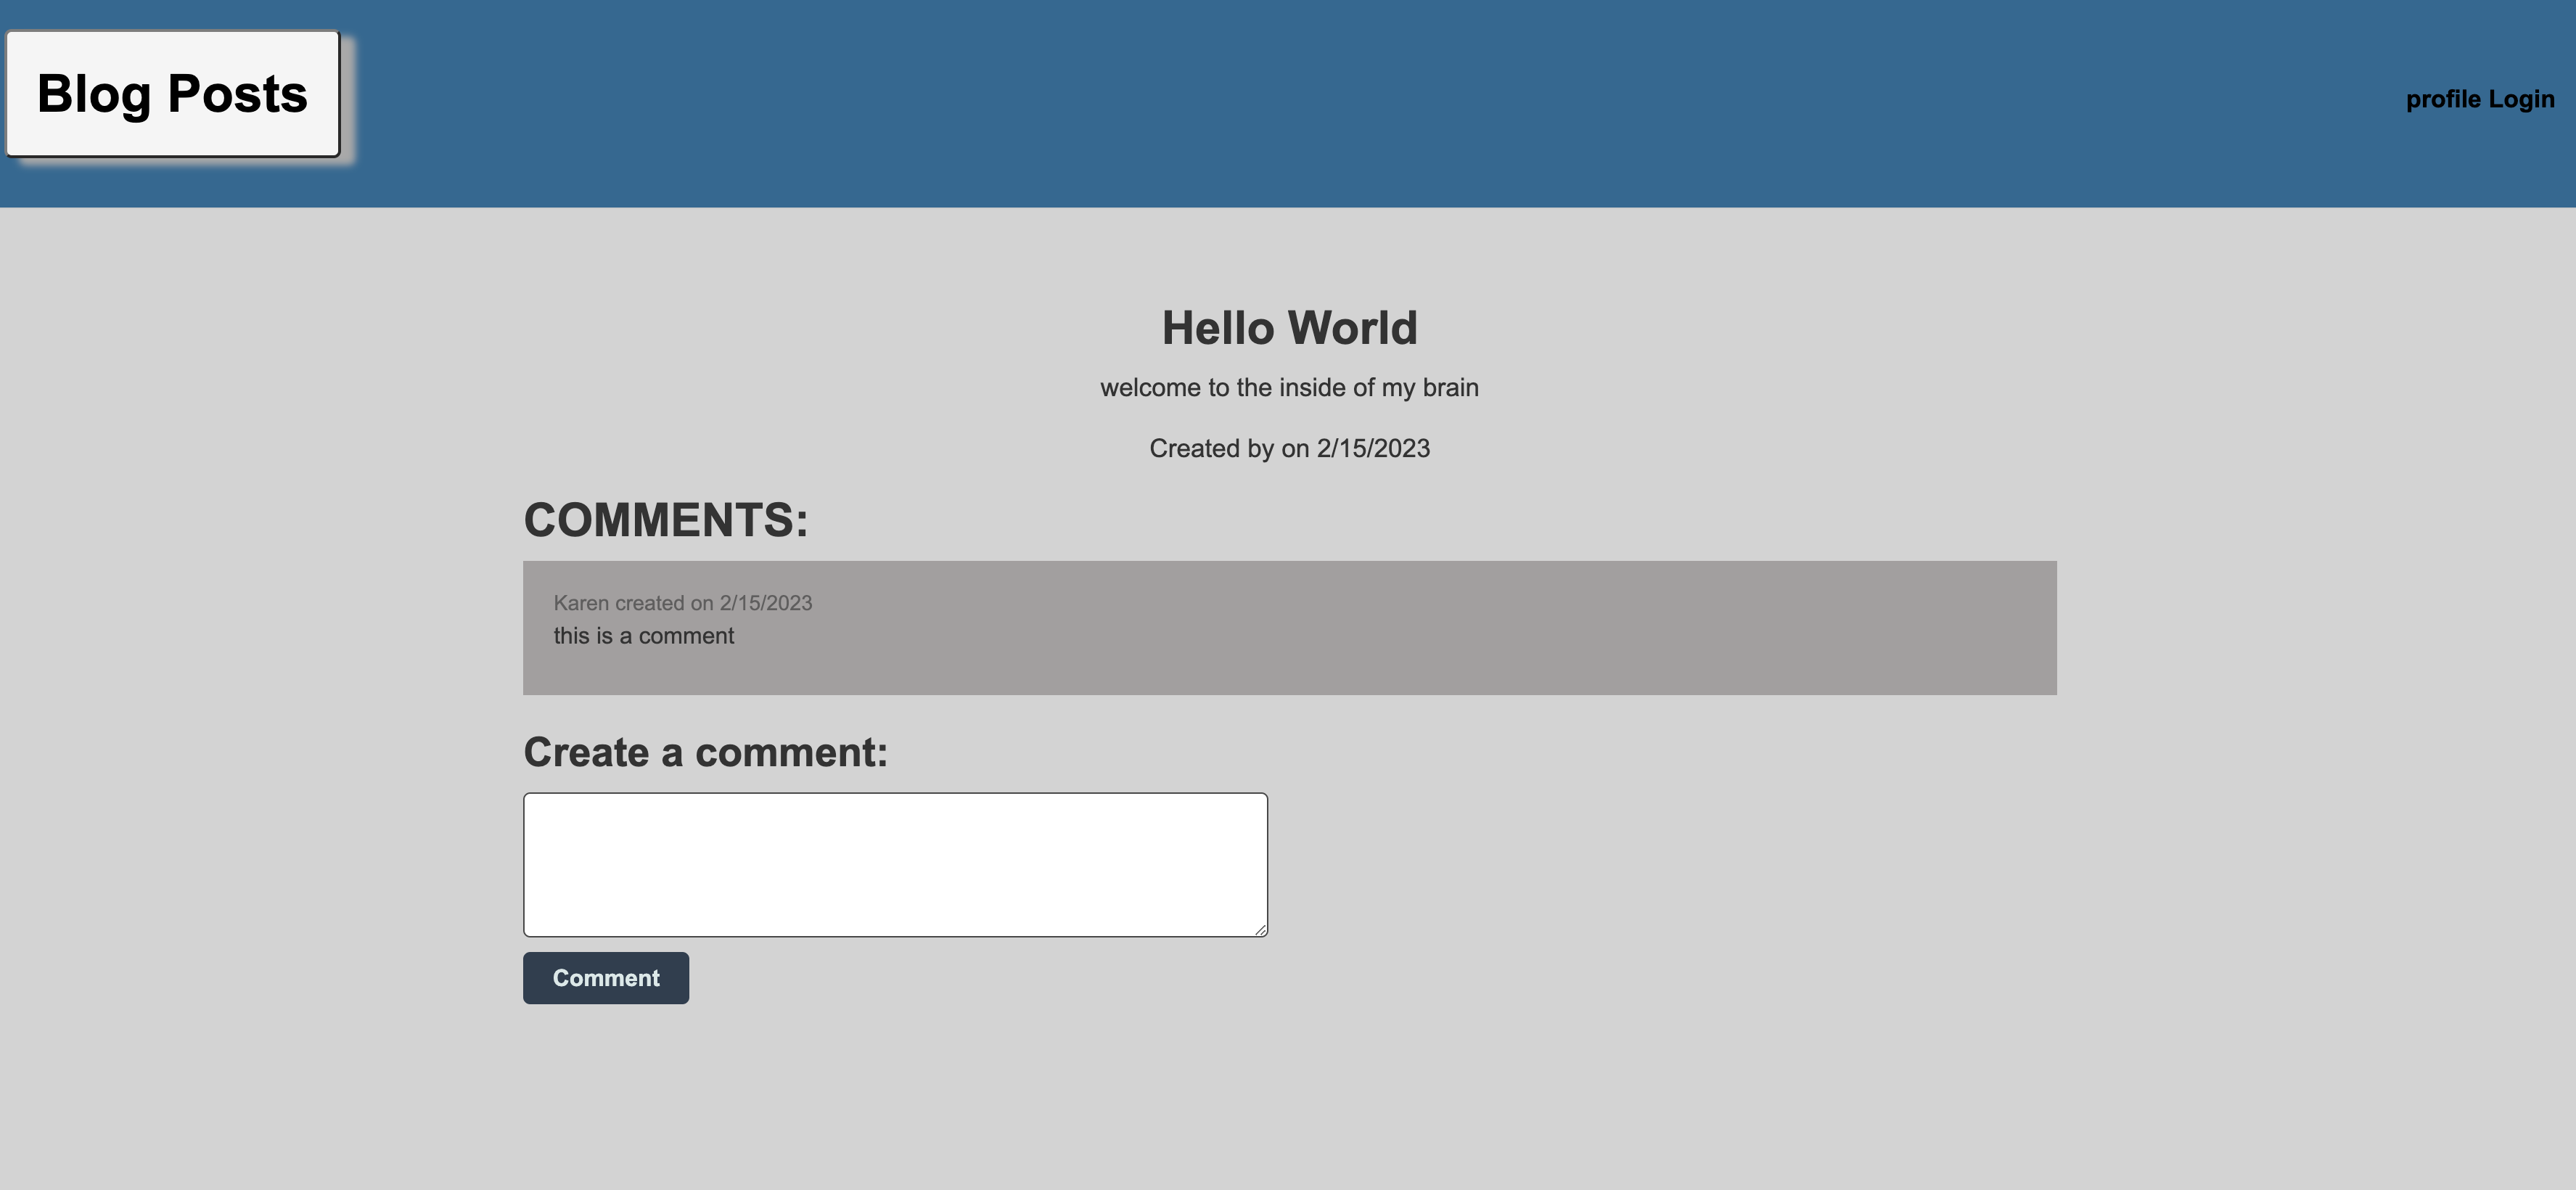 Blog Posts
profile Login
Hello World
welcome to the inside of my brain
Created by on 2/15/2023
COMMENTS:
Karen created on 2/15/2023
this is a comment
Create a comment:
Comment